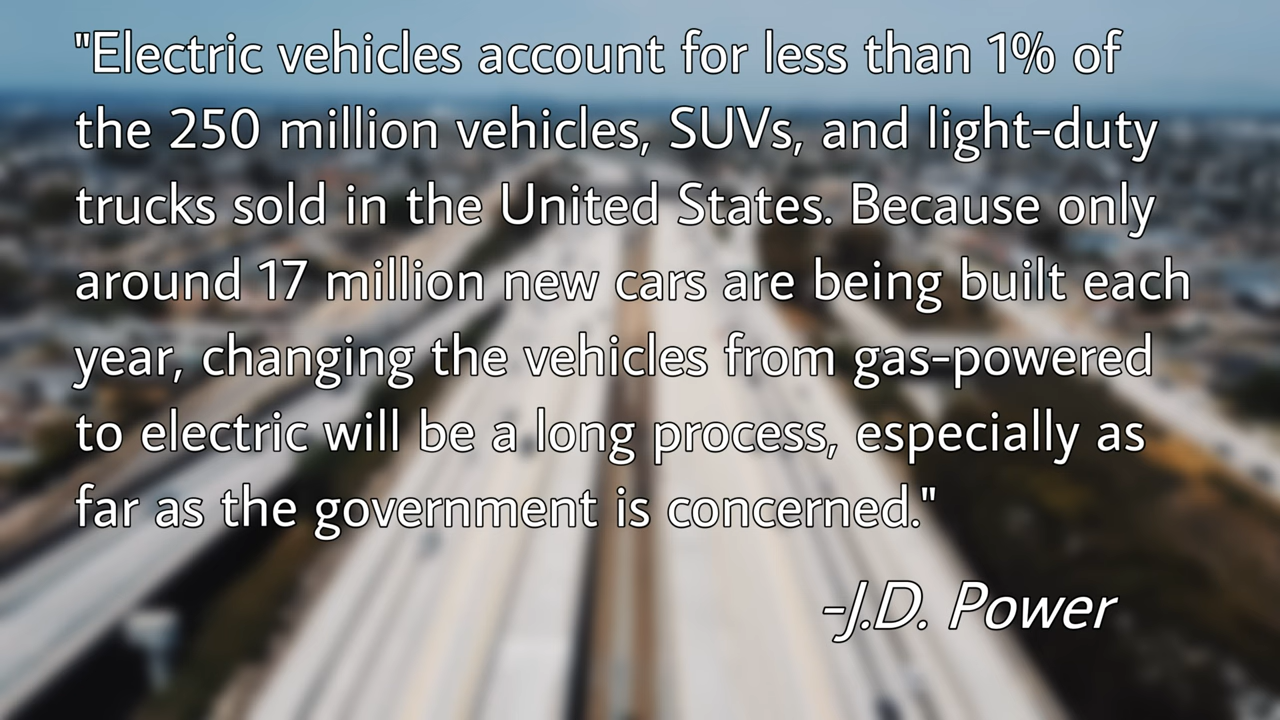 "Electric vehicles account for less than 1% of
the 250 million vehicles, SUVs, and light-duty
trucks sold in the United States. Because only
around 17 million new cars are being built each
year, changing the vehicles from gas-powered
to electric will be a long process, especially as
far as the government is concerned."
-J.D. Power